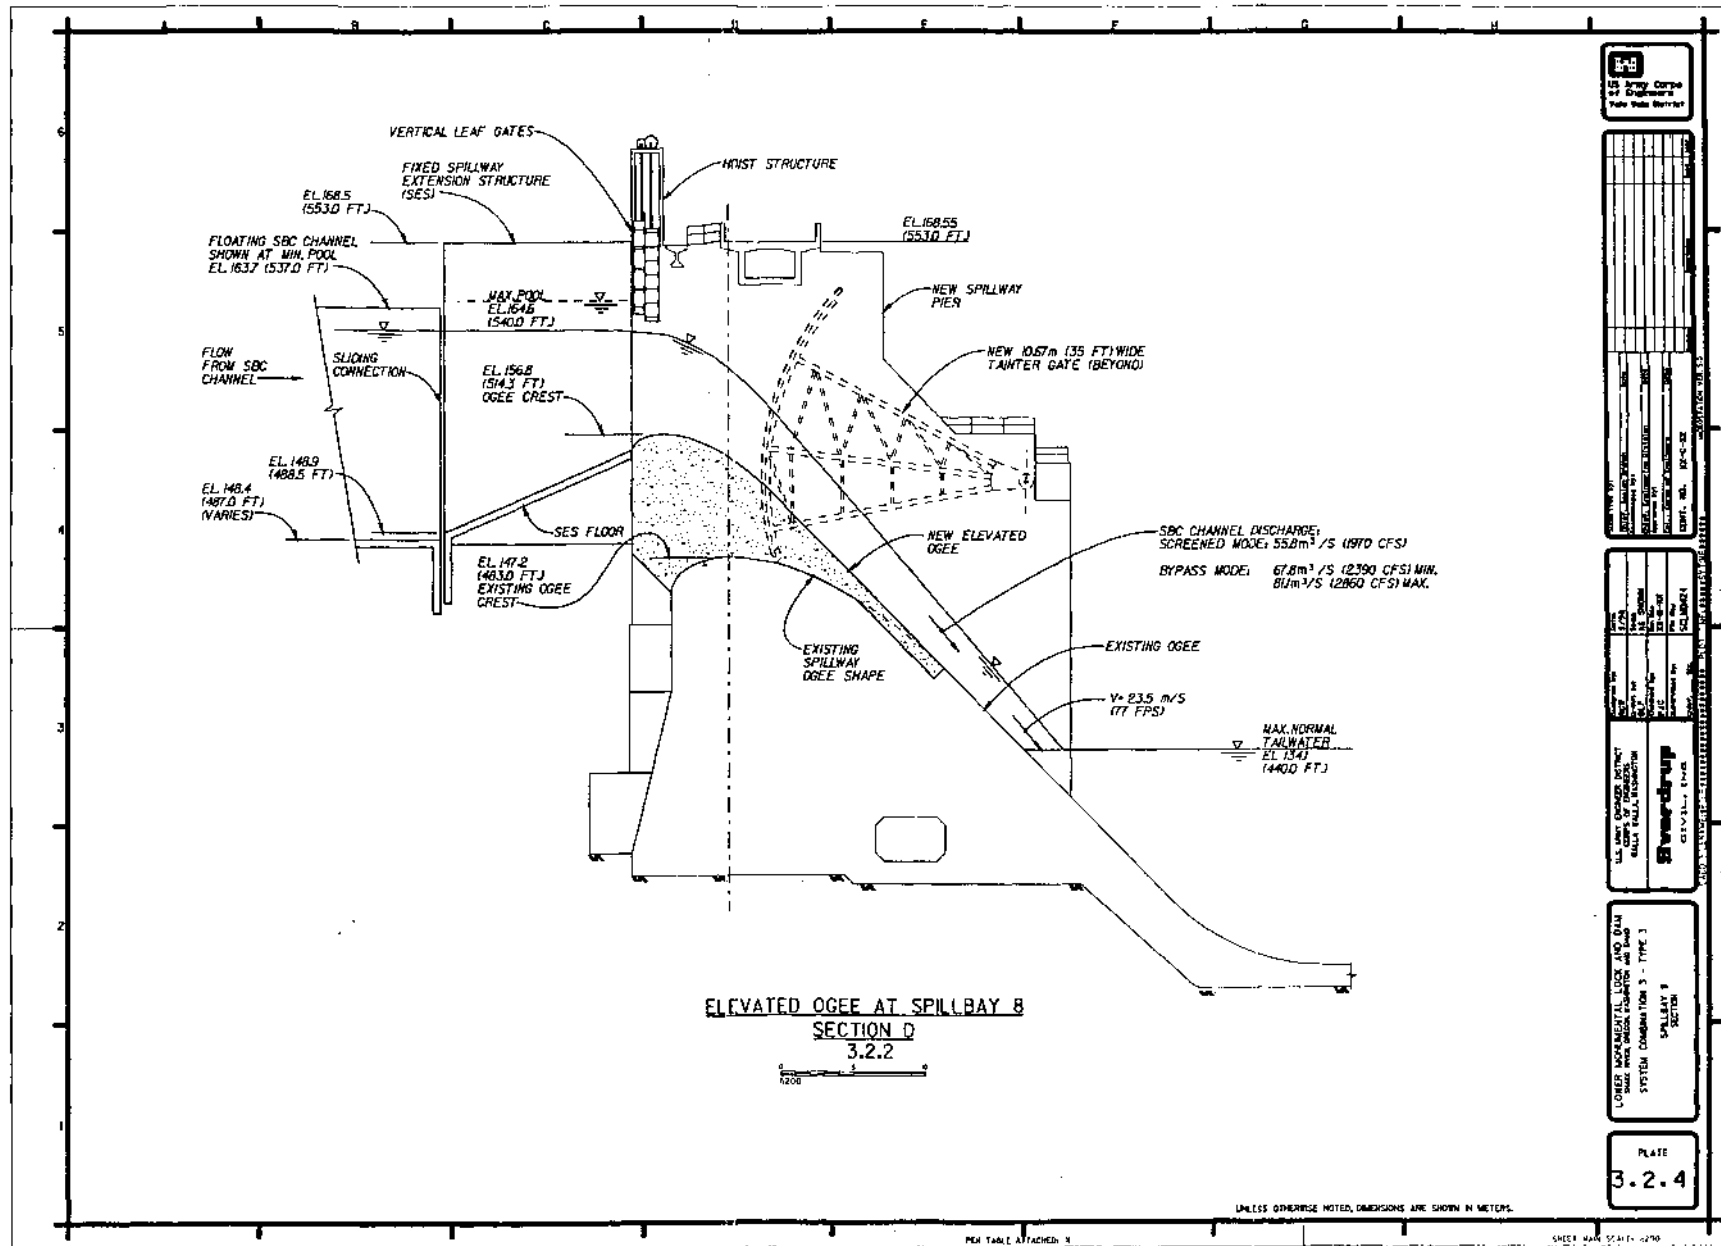 A B C D E F G H
6
5
4
3
2
1
VERTICAL LEAF GATES
FIXED SPILLWAY
EXTENSION STRUCTURE
(SES)
HOIST STRUCTURE
EL.168.5
(553.0 FT.)
EL.168.55
(553.0 FT.)
FLOATING SBC CHANNEL
SHOWN AT MIN. POOL
EL.163.7 (537.0 FT)
MAX. POOL
EL.164.6
(540.0 FT.)
NEW SPILLWAY
PIER
FLOW
FROM SBC
CHANNEL
SLIDING
CONNECTION
EL.156.8
(514.3 FT)
OGEE CREST
NEW 10.67m (35 FT) WIDE
TAINTER GATE (BEYOND)
EL.148.9
(488.5 FT)
EL.148.4
(487.0 FT)
(VARIES)
SES FLOOR
EL.147.2
(483.0 FT.)
EXISTING OGEE
CREST
NEW ELEVATED
OGEE
SBC CHANNEL DISCHARGE:
SCREENED MODE: 55.8m³/S (1970 CFS)
BYPASS MODE: 67.8m³/S (2390 CFS) MIN.
81.1m³/S (2860 CFS) MAX.
EXISTING
SPILLWAY
OGEE SHAPE
EXISTING OGEE
V= 23.5 m/S
(77 FPS)
MAX. NORMAL
TAILWATER
EL 134.1
(440.0 FT.)
ELEVATED OGEE AT SPILLBAY 8
SECTION D
3.2.2
UNLESS OTHERWISE NOTED, DIMENSIONS ARE SHOWN IN METERS.
PEN TABLE ATTACHED:
US Army Corps
of Engineers
Walla Walla District
U.S. ARMY ENGINEER DISTRICT
CORPS OF ENGINEERS
WALLA WALLA, WASHINGTON
Sverdrup
CIVIL, INC.
LOWER MONUMENTAL LOCK AND DAM
SYSTEM COMBINATION 3 - TYPE 3
SPILLBAY 8
SECTION
PLATE
3.2.4